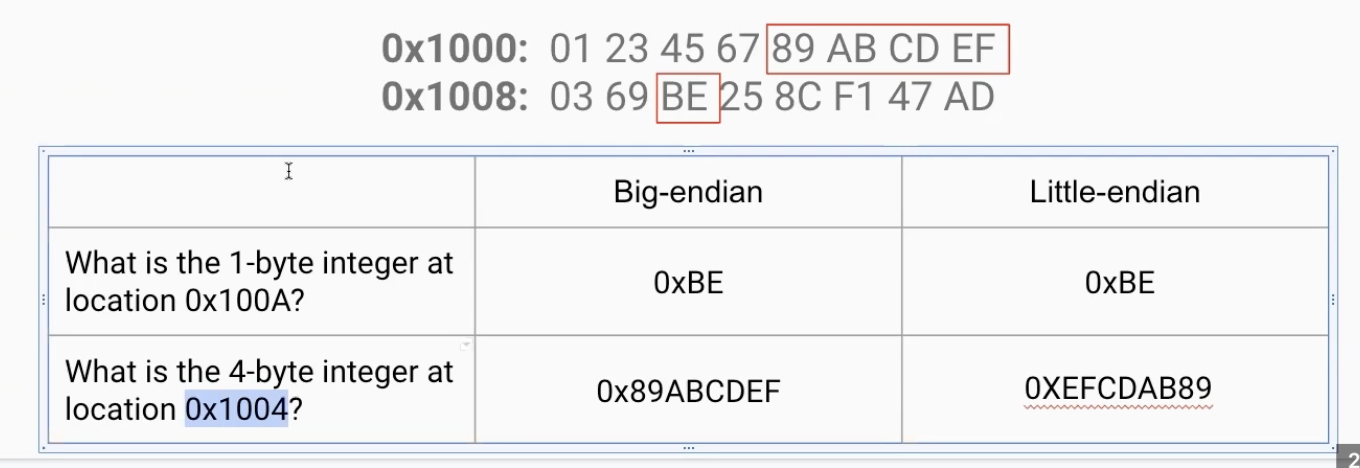 0x1000: 01 23 45 67 89 AB CD EF
0x1008: 03 69 BE 25 8C F1 47 AD
Big-endian
Little-endian
What is the 1-byte integer at
location 0x100A?
0xBE
0xBE
What is the 4-byte integer at
location 0x1004?
0x89ABCDEF
0XEFCDAB89
2